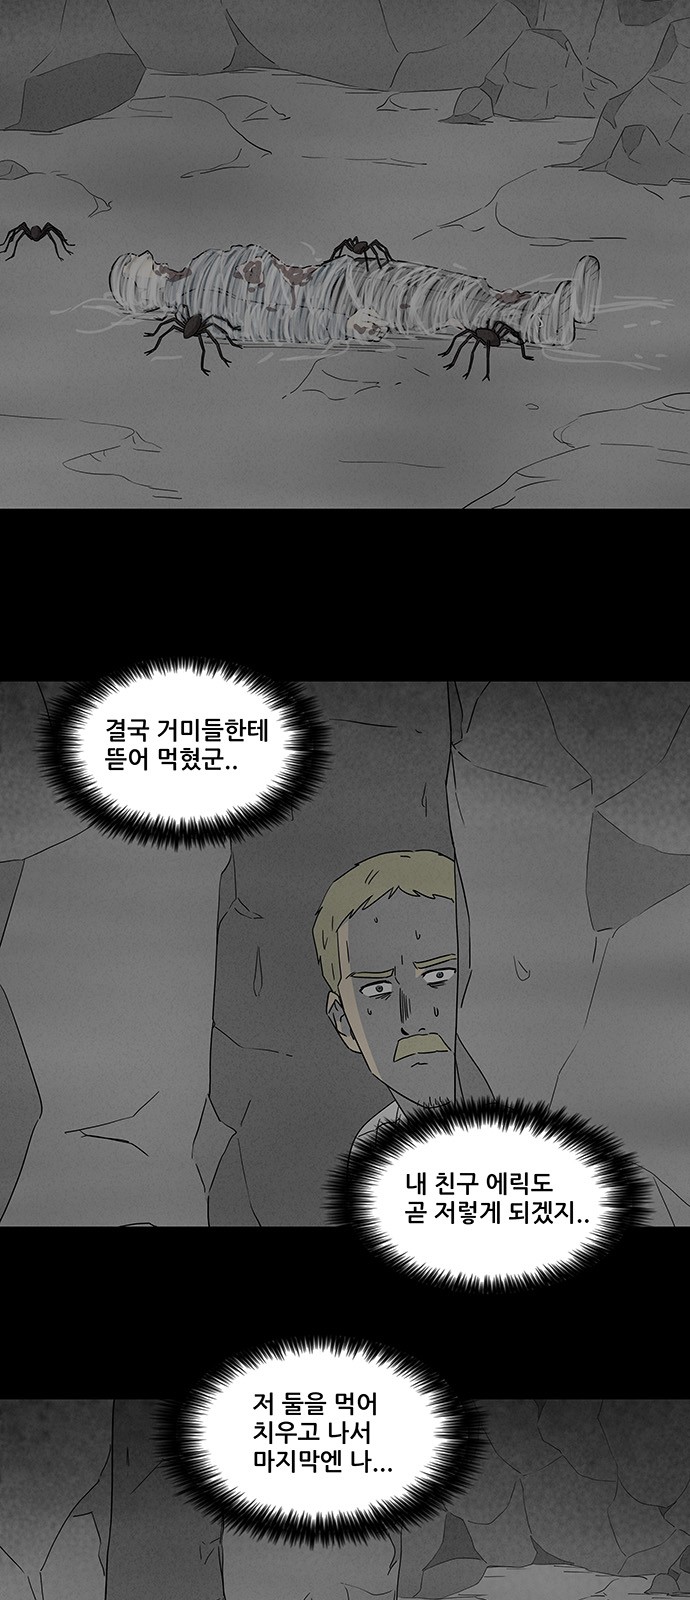 결국 거미들한테
뜯어 먹혔군..
내 친구 에릭도
곧 저렇게 되겠지..
저 둘을 먹어
치우고 나서
마지막엔 나...